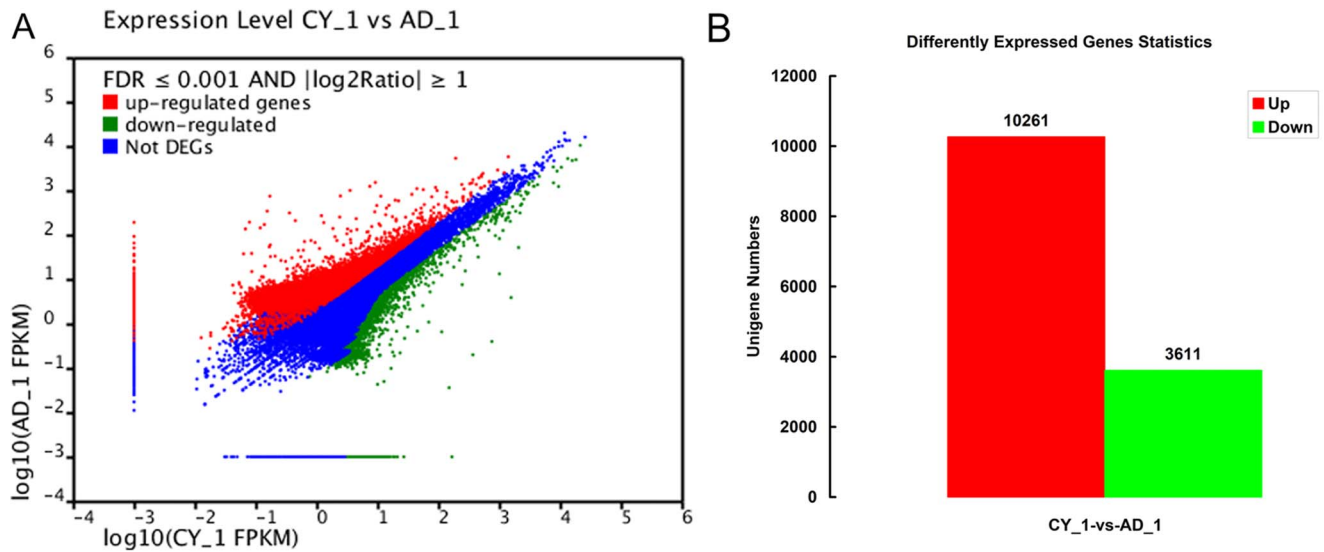 A
Expression Level CY_1 vs AD_1
FDR ≤ 0.001 AND |log2Ratio| ≥ 1
up-regulated genes
down-regulated
Not DEGs
log10(AD_1 FPKM)
6
5
4
3
2
1
0
−1
−2
−3
−4
−4
−3
−2
−1
0
1
2
3
4
5
6
log10(CY_1 FPKM)
B
Differently Expressed Genes Statistics
Unigene Numbers
12000
10000
8000
6000
4000
2000
0
10261
3611
Up
Down
CY_1-vs-AD_1